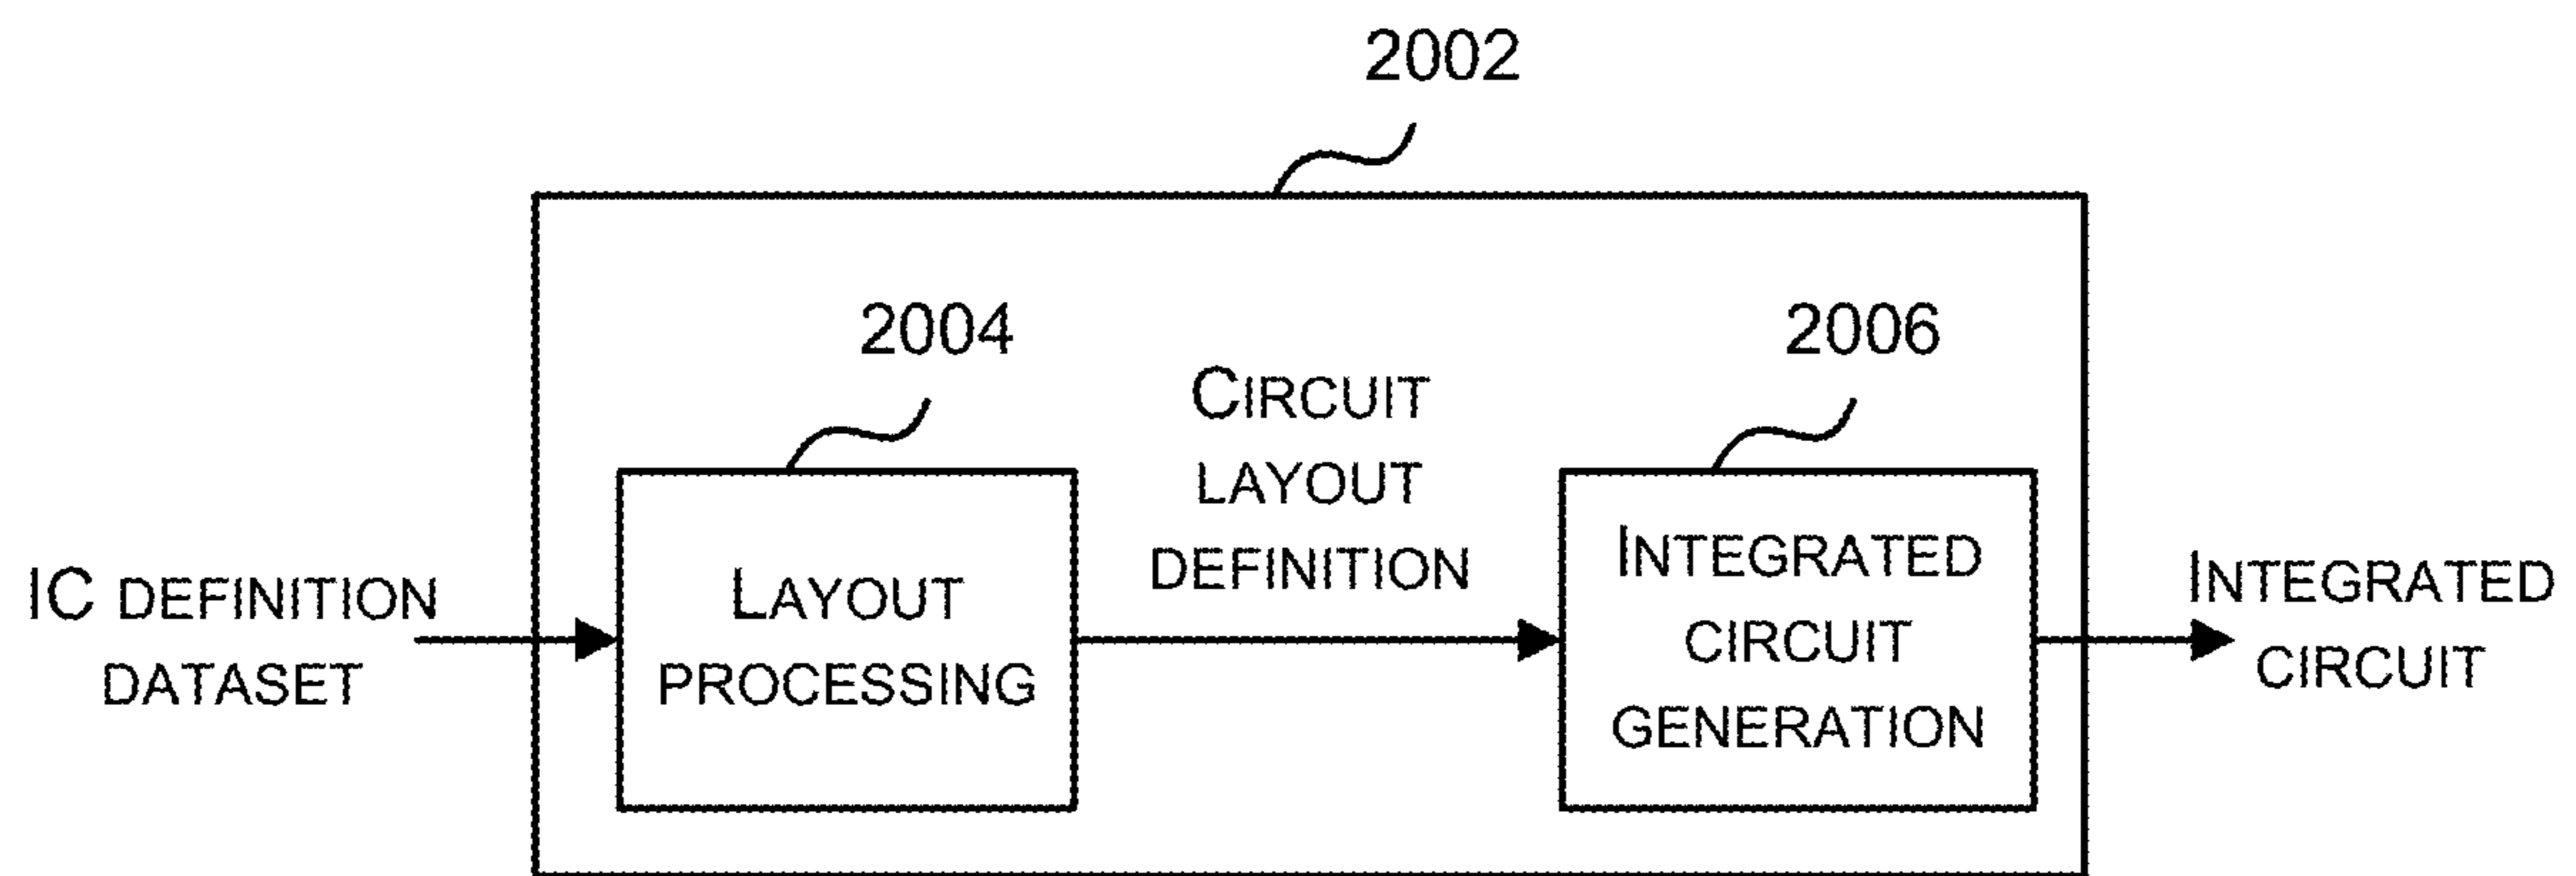 2002
2004
2006
CIRCUIT
LAYOUT
DEFINITION
IC DEFINITION
DATASET
LAYOUT
PROCESSING
INTEGRATED
CIRCUIT
GENERATION
INTEGRATED
CIRCUIT